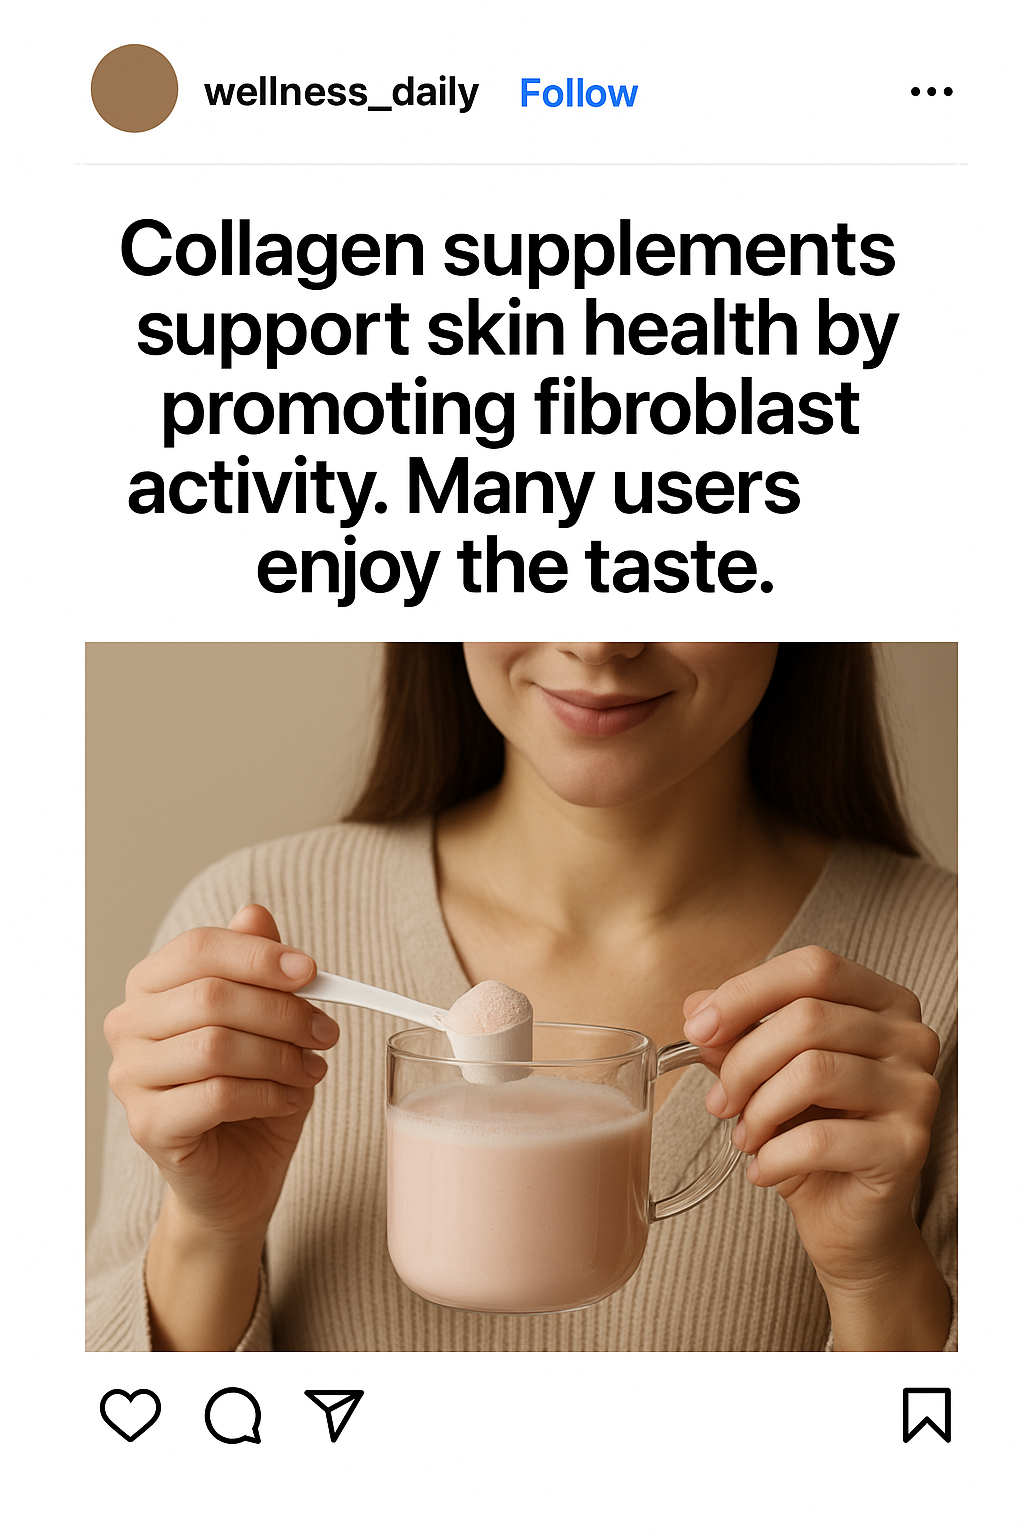 wellness_daily Follow
Collagen supplements
support skin health by
promoting fibroblast
activity. Many users
enjoy the taste.